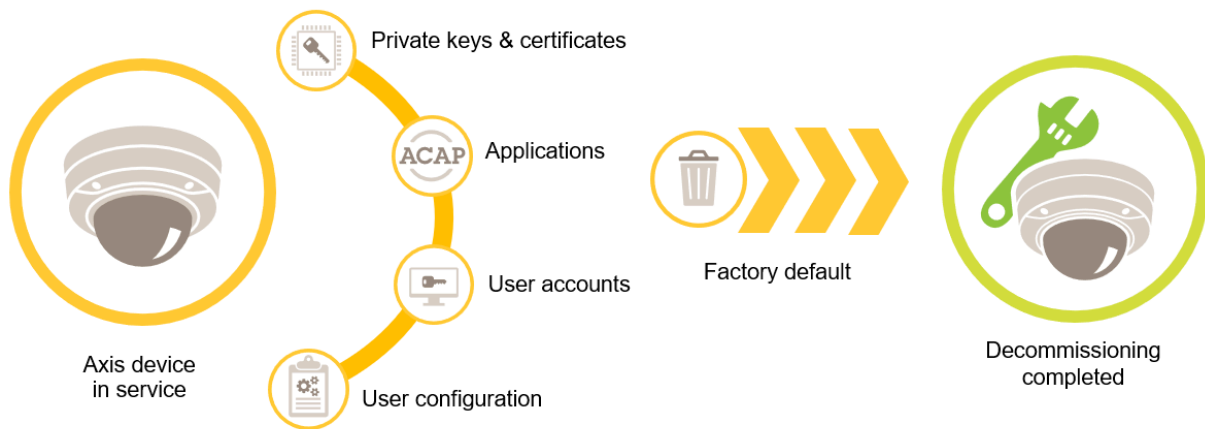 Private keys & certificates
ACAP
Applications
User accounts
User configuration
Axis device
in service
Factory default
Decommissioning
completed